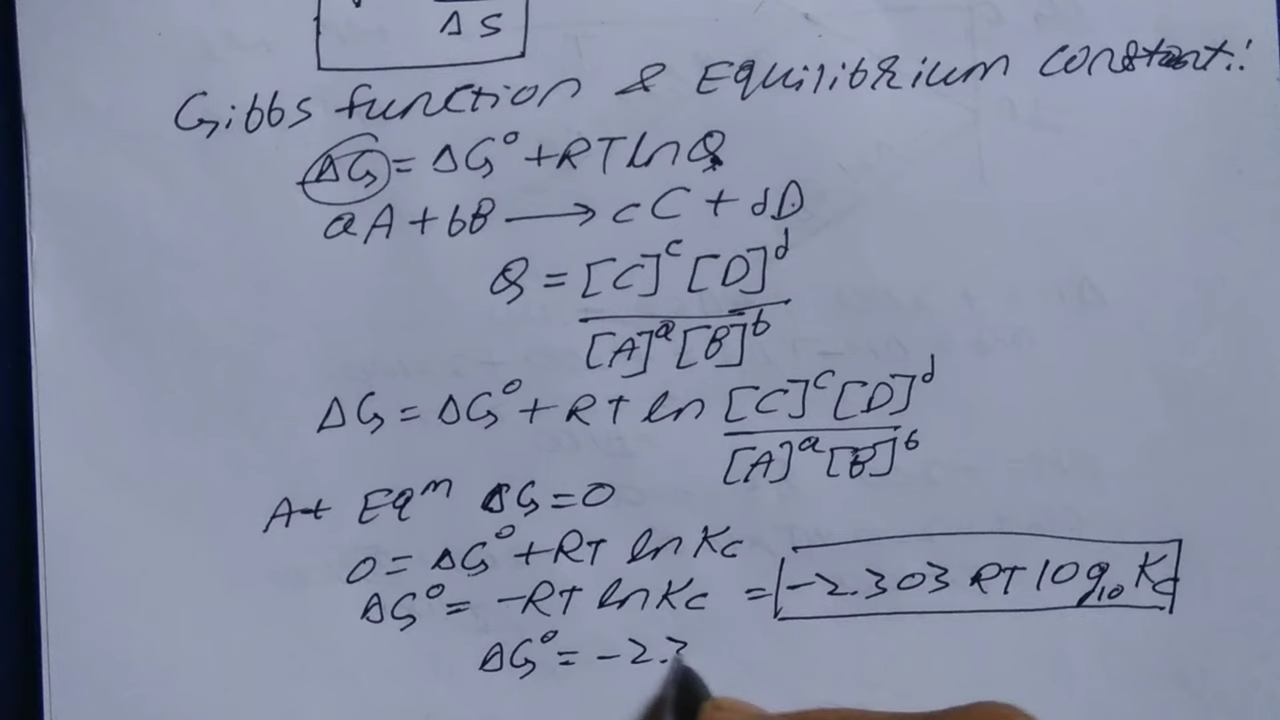 ΔS
Gibbs function & Equilibrium constant:
ΔG = ΔG° + RT ln Q
aA + bB ⟶ cC + dD
Q = [C]^c [D]^d
[A]^a [B]^b
ΔG = ΔG° + RT ln [C]^c [D]^d
[A]^a [B]^b
At Eqm ΔG = 0
0 = ΔG° + RT ln Kc
ΔG° = -RT ln Kc = -2.303 RT log₁₀ Kc
ΔG° = -2.3